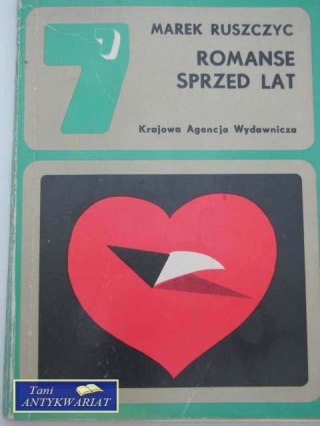 7
MAREK RUSZCZYC
ROMANSE
SPRZED LAT
Krajowa Agencja Wydawnicza
Tani
ANTYKWARIAT